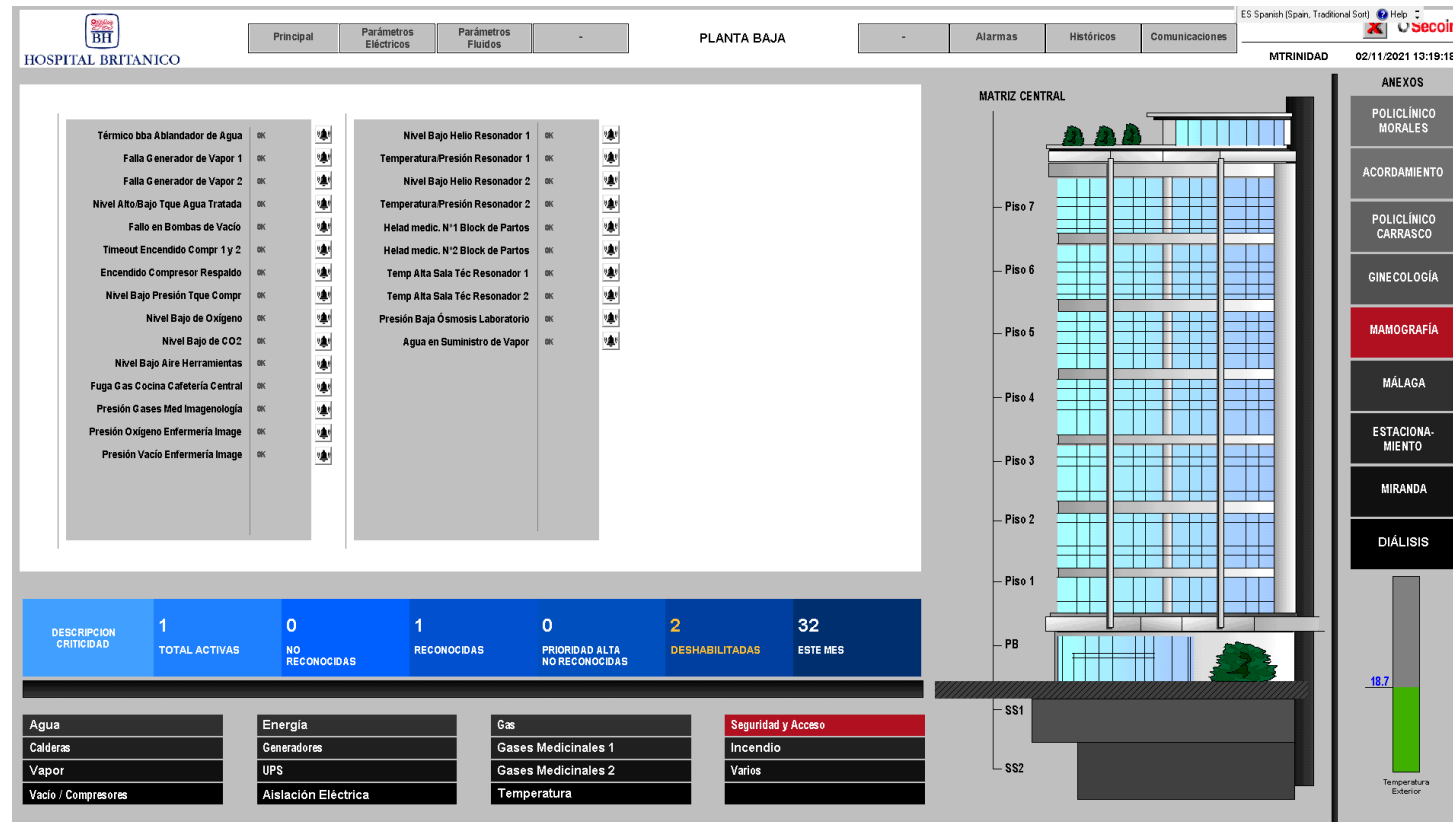 ES Spanish (Spain, Traditional Sort) Help
BH
HOSPITAL BRITANICO
Principal
Parámetros
Eléctricos
Parámetros
Fluidos
-
PLANTA BAJA
-
Alarmas
Históricos
Comunicaciones
MTRINIDAD
02/11/2021 13:19:18
Térmico bba Ablandador de Agua OK
Falla Generador de Vapor 1 OK
Falla Generador de Vapor 2 OK
Nivel Alto/Bajo Tque Agua Tratada OK
Fallo en Bombas de Vacío OK
Timeout Encendido Compr 1 y 2 OK
Encendido Compresor Respaldo OK
Nivel Bajo Presión Tque Compr OK
Nivel Bajo de Oxígeno OK
Nivel Bajo de CO2 OK
Nivel Bajo Aire Herramientas OK
Fuga Gas Cocina Cafetería Central OK
Presión Gases Med Imagenología OK
Presión Oxígeno Enfermería Image OK
Presión Vacío Enfermería Image OK
Nivel Bajo Helio Resonador 1 OK
Temperatura/Presión Resonador 1 OK
Nivel Bajo Helio Resonador 2 OK
Temperatura/Presión Resonador 2 OK
Helad medic. N°1 Block de Partos OK
Helad medic. N°2 Block de Partos OK
Temp Alta Sala Téc Resonador 1 OK
Temp Alta Sala Téc Resonador 2 OK
Presión Baja Ósmosis Laboratorio OK
Agua en Suministro de Vapor OK
MATRIZ CENTRAL
Piso 7
Piso 6
Piso 5
Piso 4
Piso 3
Piso 2
Piso 1
PB
SS1
SS2
ANEXOS
POLICLÍNICO
MORALES
ACORDAMIENTO
POLICLÍNICO
CARRASCO
GINECOLOGÍA
MAMOGRAFÍA
MÁLAGA
ESTACIONA-
MIENTO
MIRANDA
DIÁLISIS
18.7
Temperatura
Exterior
DESCRIPCION
CRITICIDAD
1
TOTAL ACTIVAS
0
NO
RECONOCIDAS
1
RECONOCIDAS
0
PRIORIDAD ALTA
NO RECONOCIDAS
2
DESHABILITADAS
32
ESTE MES
Agua
Calderas
Vapor
Vacío / Compresores
Energía
Generadores
UPS
Aislación Eléctrica
Gas
Gases Medicinales 1
Gases Medicinales 2
Temperatura
Seguridad y Acceso
Incendio
Varios